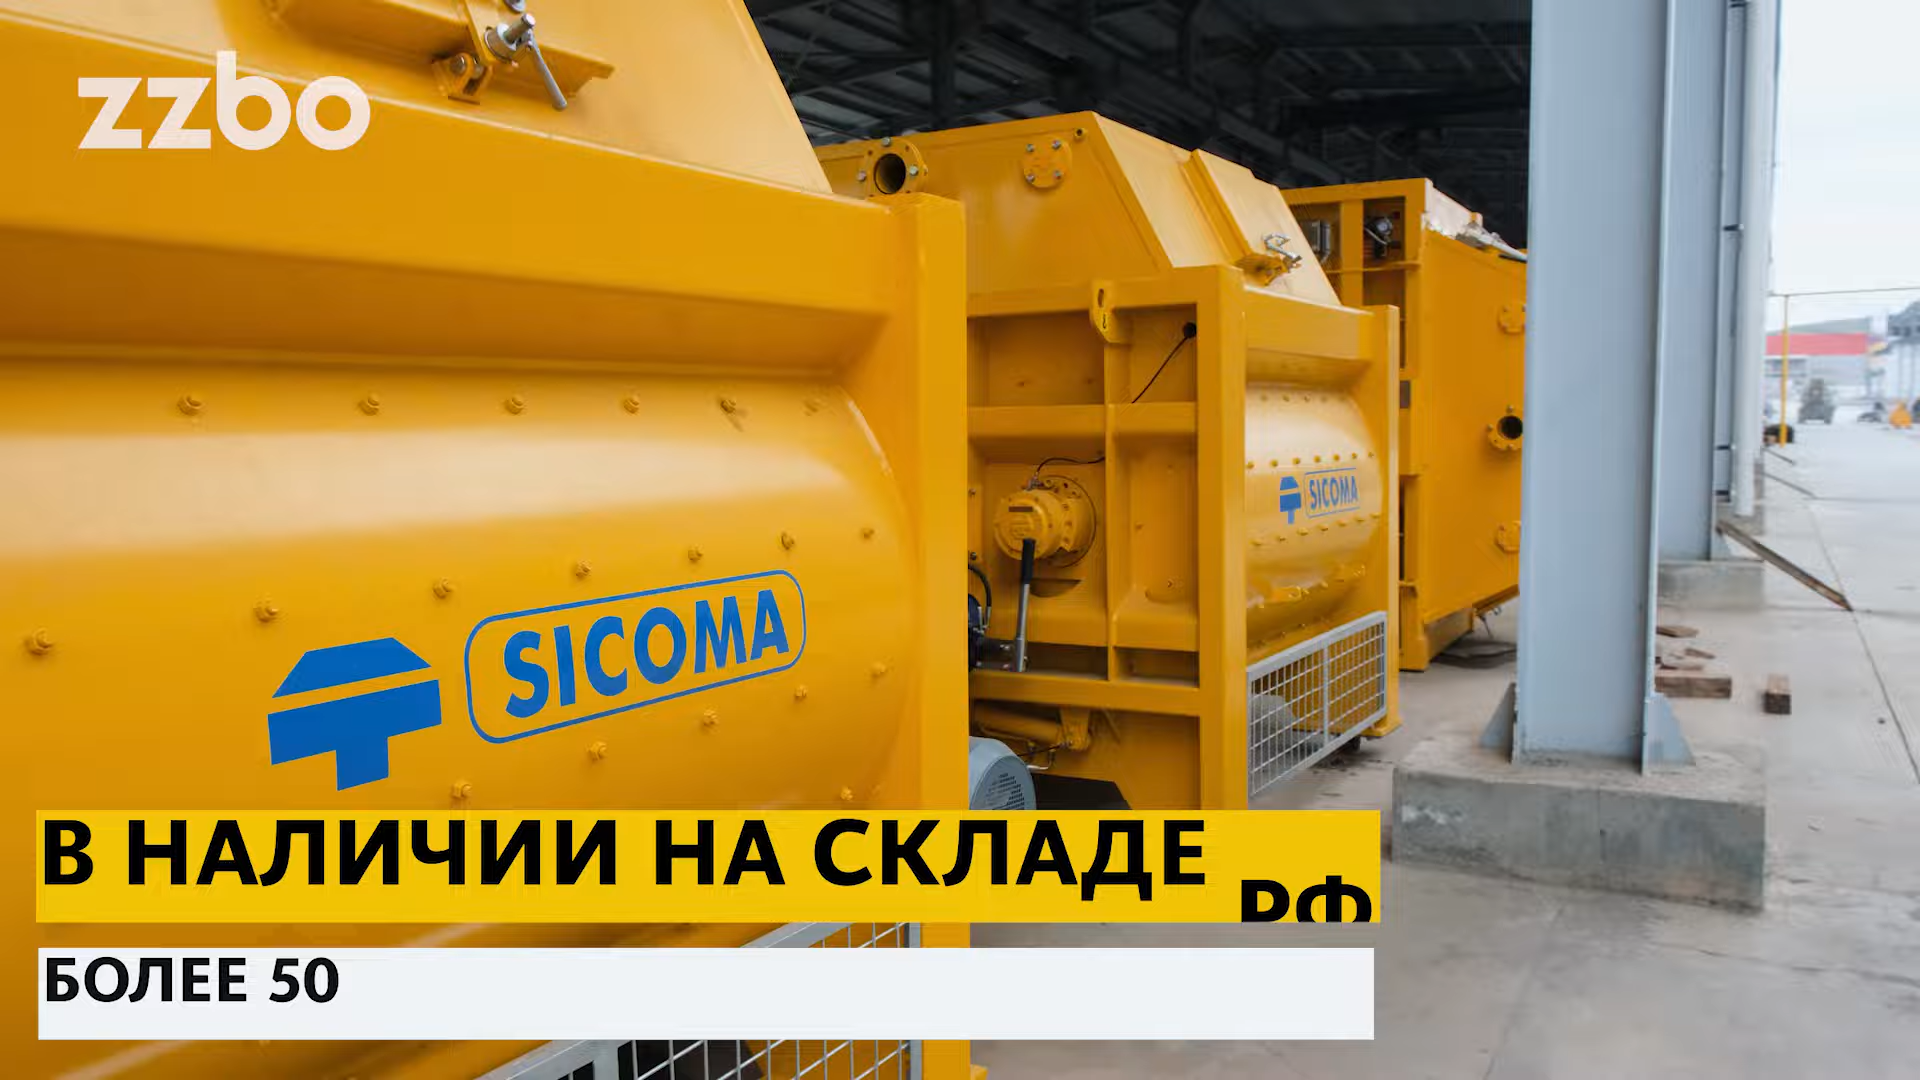 zzbo
SICOMA
SICOMA
В НАЛИЧИИ НА СКЛАДЕ РФ
БОЛЕЕ 50